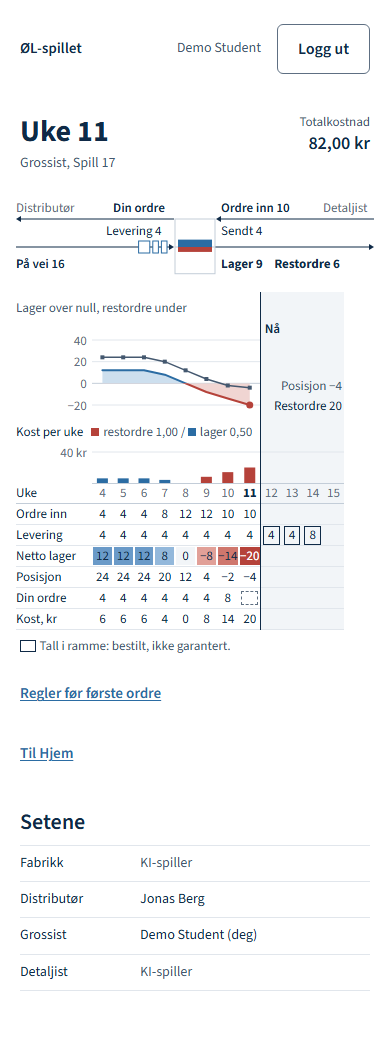 ØL-spillet Demo Student Logg ut
Uke 11 Totalkostnad
82,00 kr
Grossist, Spill 17
Distributør Din ordre Ordre inn 10 Detaljist
Levering 4 Sendt 4
På vei 16 Lager 9 Restordre 6
Lager over null, restordre under
Nå
40
20
0 Posisjon −4
−20 Restordre 20
Kost per uke restordre 1,00 / lager 0,50
40 kr
Uke 4 5 6 7 8 9 10 11 12 13 14 15
Ordre inn 4 4 4 8 12 12 10 10
Levering 4 4 4 4 4 4 4 4 4 4 8
Netto lager 12 12 12 8 0 −8 −14 −20
Posisjon 24 24 24 20 12 4 −2 −4
Din ordre 4 4 4 4 4 4 8
Kost, kr 6 6 6 4 0 8 14 20
Tall i ramme: bestilt, ikke garantert.
Regler før første ordre
Til Hjem
Setene
Fabrikk KI-spiller
Distributør Jonas Berg
Grossist Demo Student (deg)
Detaljist KI-spiller